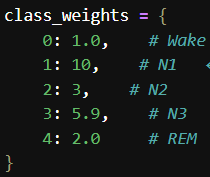 class_weights = {
0: 1.0,    # Wake
1: 10,    # N1
2: 3,    # N2
3: 5.9,    # N3
4: 2.0    # REM
}